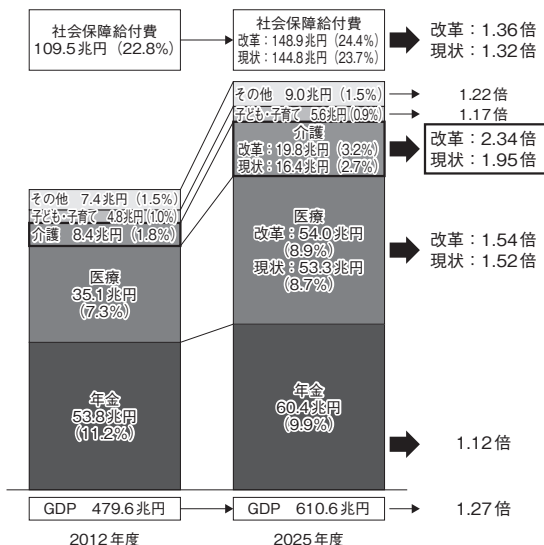 社会保障給付費
109.5兆円（22.8%）
社会保障給付費
改革：148.9兆円（24.4%）
現状：144.8兆円（23.7%）
改革：1.36倍
現状：1.32倍
その他 9.0兆円（1.5%）
1.22倍
子ども・子育て 5.6兆円（0.9%）
1.17倍
介護
改革：19.8兆円（3.2%）
現状：16.4兆円（2.7%）
改革：2.34倍
現状：1.95倍
その他 7.4兆円（1.5%）
子ども・子育て 4.8兆円（1.0%）
介護 8.4兆円（1.8%）
医療
35.1兆円
（7.3%）
医療
改革：54.0兆円
（8.9%）
現状：53.3兆円
（8.7%）
改革：1.54倍
現状：1.52倍
年金
53.8兆円
（11.2%）
年金
60.4兆円
（9.9%）
1.12倍
GDP 479.6兆円
GDP 610.6兆円
1.27倍
2012年度
2025年度